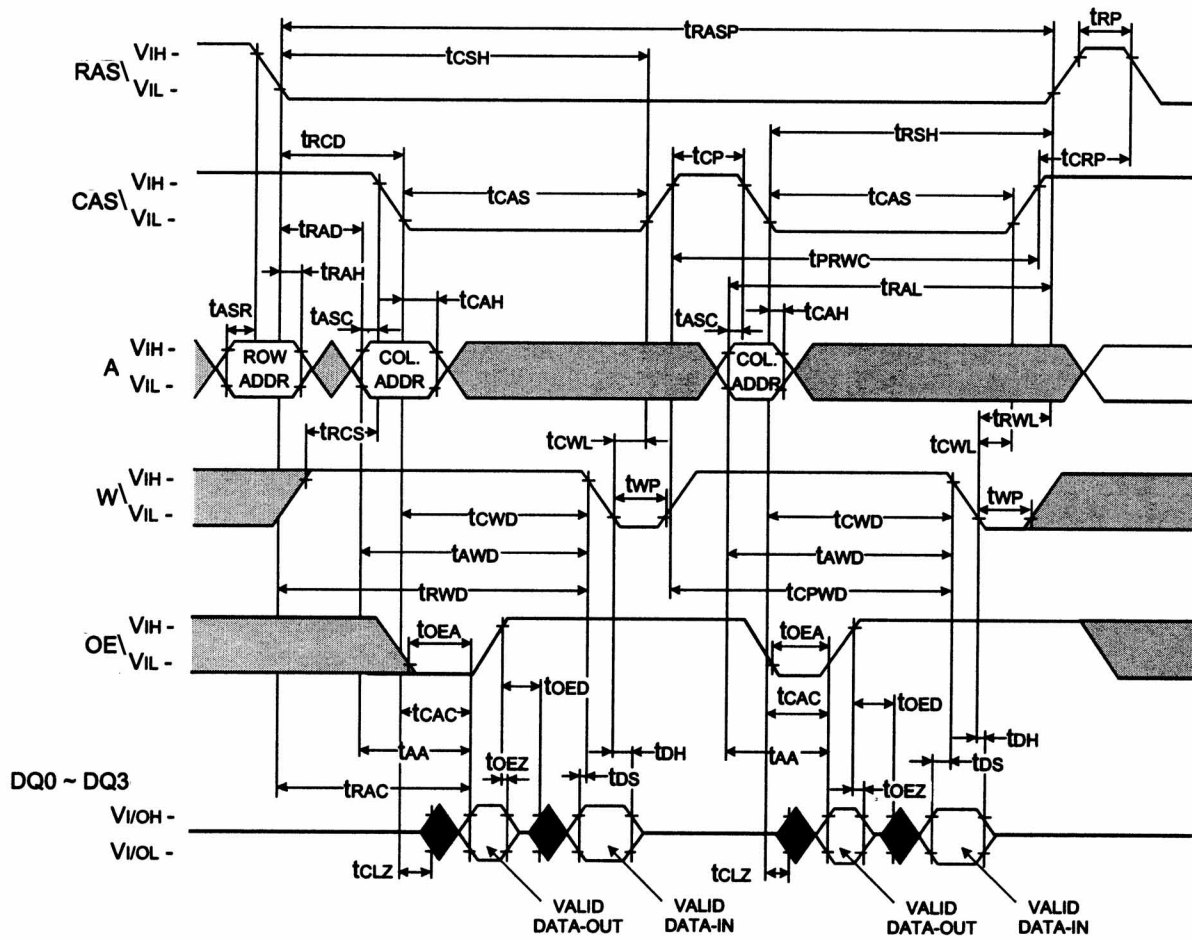 tRASP
tRP
tCSH
RAS\
VIH -
VIL -
tRCD
tRSH
tCP
tCRP
CAS\
VIH -
VIL -
tCAS
tCAS
tRAD
tPRWC
tRAH
tRAL
tASR
tASC
tCAH
tASC
tCAH
A
VIH -
VIL -
ROW
ADDR
COL.
ADDR
COL.
ADDR
tRCS
tCWL
tRWL
tCWL
W\
VIH -
VIL -
tWP
tWP
tCWD
tCWD
tAWD
tAWD
tRWD
tCPWD
OE\
VIH -
VIL -
tOEA
tOEA
tCAC
tOED
tCAC
tOED
tAA
tOEZ
tDH
tAA
tDH
tRAC
tDS
tOEZ
tDS
DQ0 ~ DQ3
VI/OH -
VI/OL -
tCLZ
tCLZ
VALID
DATA-OUT
VALID
DATA-IN
VALID
DATA-OUT
VALID
DATA-IN